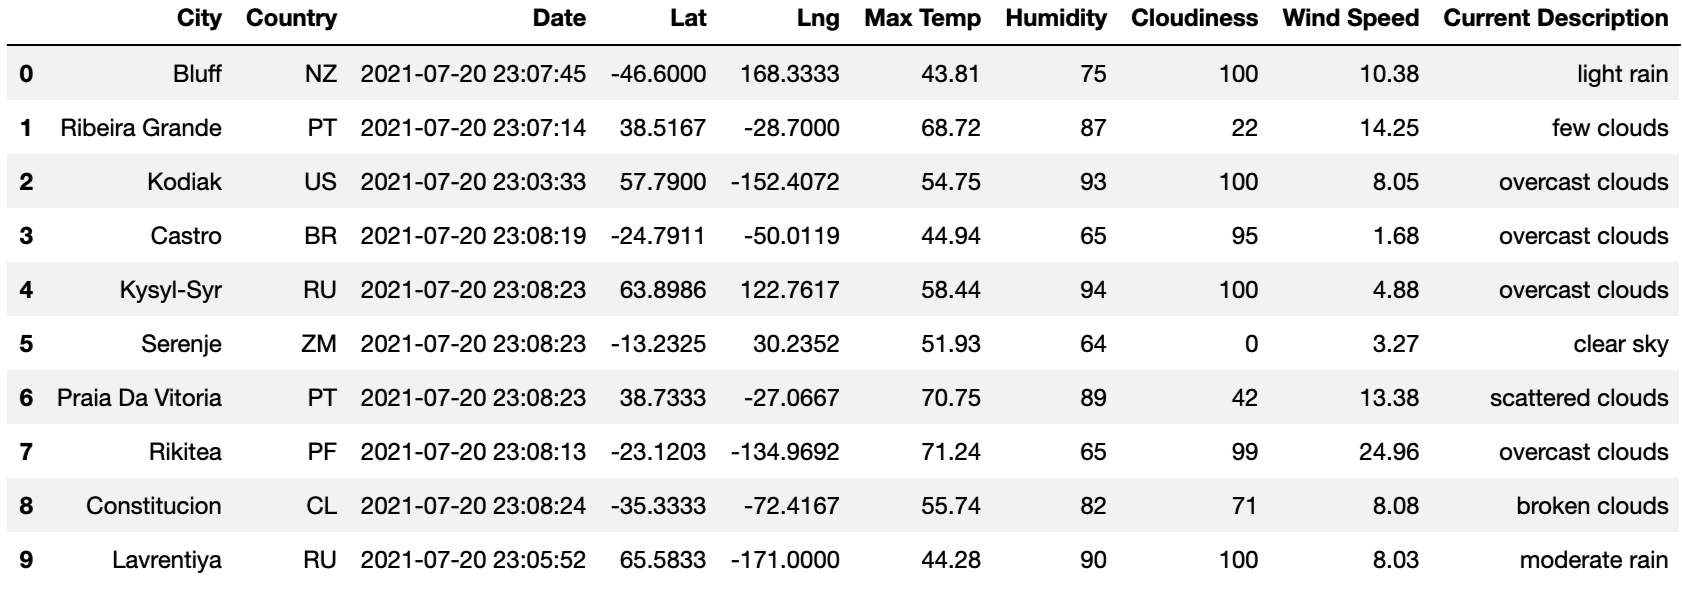 City Country Date Lat Lng Max Temp Humidity Cloudiness Wind Speed Current Description
0 Bluff NZ 2021-07-20 23:07:45 -46.6000 168.3333 43.81 75 100 10.38 light rain
1 Ribeira Grande PT 2021-07-20 23:07:14 38.5167 -28.7000 68.72 87 22 14.25 few clouds
2 Kodiak US 2021-07-20 23:03:33 57.7900 -152.4072 54.75 93 100 8.05 overcast clouds
3 Castro BR 2021-07-20 23:08:19 -24.7911 -50.0119 44.94 65 95 1.68 overcast clouds
4 Kysyl-Syr RU 2021-07-20 23:08:23 63.8986 122.7617 58.44 94 100 4.88 overcast clouds
5 Serenje ZM 2021-07-20 23:08:23 -13.2325 30.2352 51.93 64 0 3.27 clear sky
6 Praia Da Vitoria PT 2021-07-20 23:08:23 38.7333 -27.0667 70.75 89 42 13.38 scattered clouds
7 Rikitea PF 2021-07-20 23:08:13 -23.1203 -134.9692 71.24 65 99 24.96 overcast clouds
8 Constitucion CL 2021-07-20 23:08:24 -35.3333 -72.4167 55.74 82 71 8.08 broken clouds
9 Lavrentiya RU 2021-07-20 23:05:52 65.5833 -171.0000 44.28 90 100 8.03 moderate rain